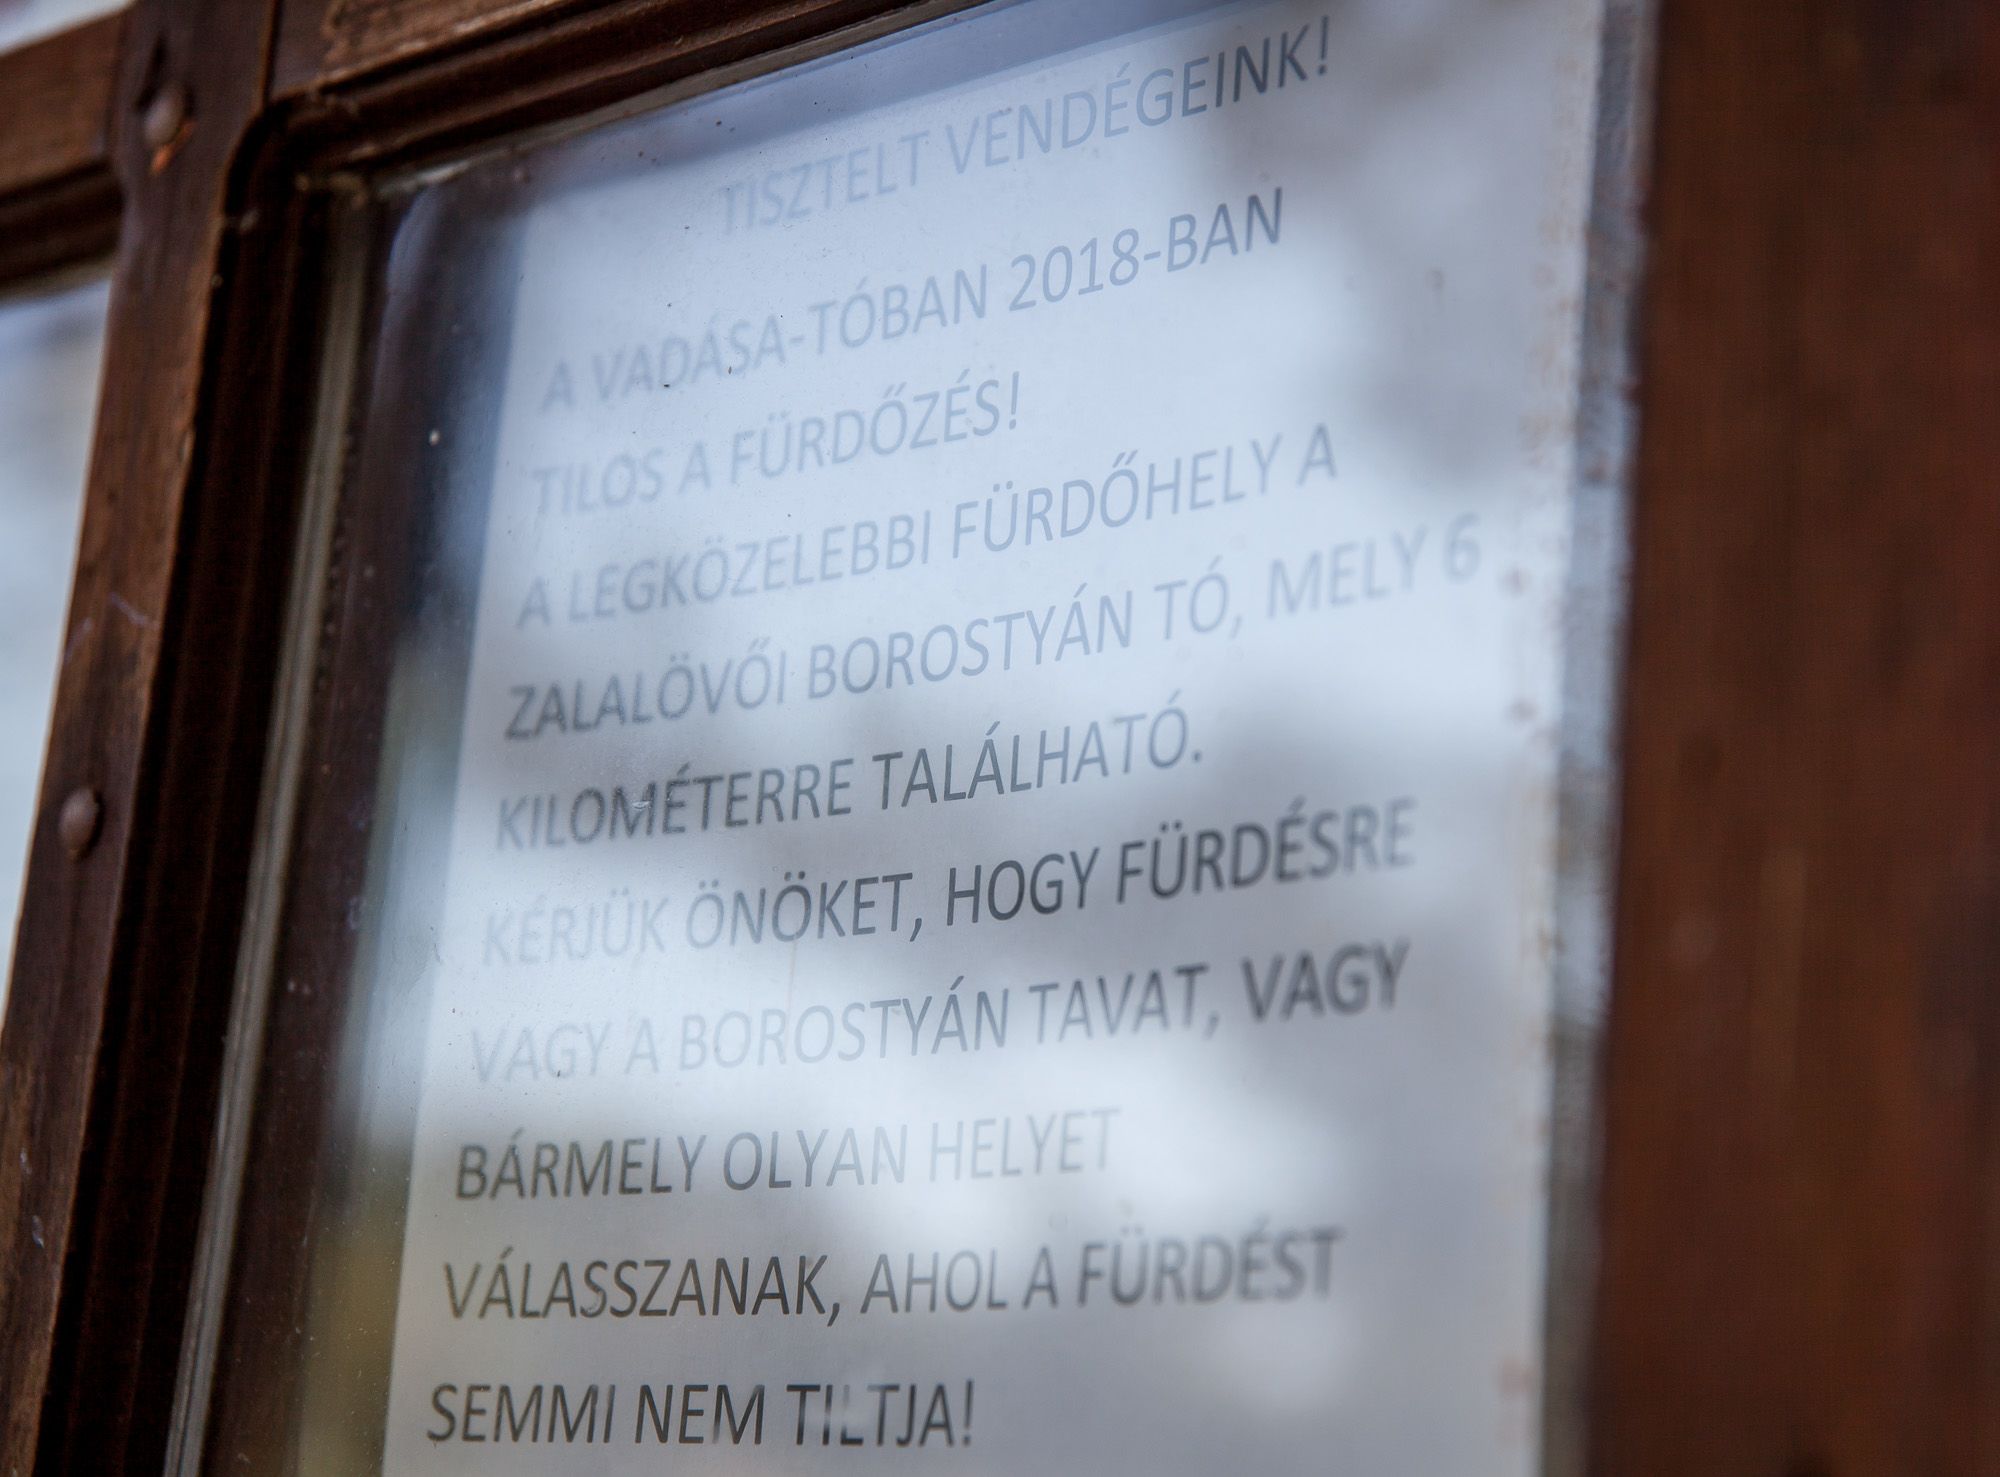 TISZTELT VENDÉGEINK!
A VADÁSA-TÓBAN 2018-BAN
TILOS A FÜRDŐZÉS!
A LEGKÖZELEBBI FÜRDŐHELY A
ZALALÖVŐI BOROSTYÁN TÓ, MELY 6
KILOMÉTERRE TALÁLHATÓ.
KÉRJÜK ÖNÖKET, HOGY FÜRDÉSRE
VAGY A BOROSTYÁN TAVAT, VAGY
BÁRMELY OLYAN HELYET
VÁLASSZANAK, AHOL A FÜRDÉST
SEMMI NEM TILTJA!